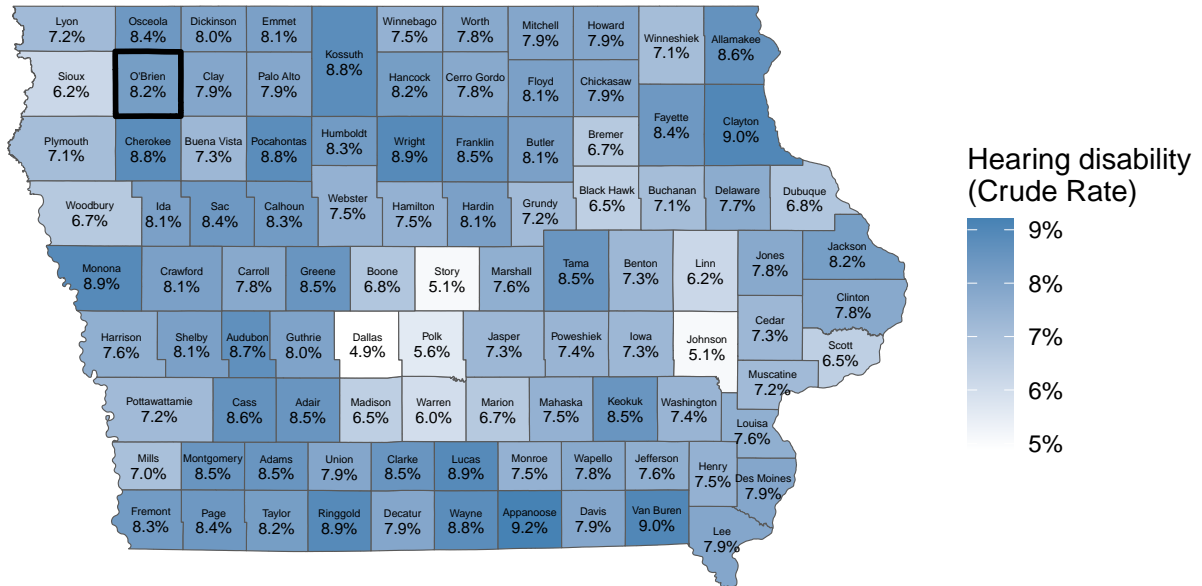 Lyon
7.2%
Osceola
8.4%
Dickinson
8.0%
Emmet
8.1%
Kossuth
8.8%
Winnebago
7.5%
Worth
7.8%
Mitchell
7.9%
Howard
7.9%
Winneshiek
7.1%
Allamakee
8.6%
Sioux
6.2%
O'Brien
8.2%
Clay
7.9%
Palo Alto
7.9%
Hancock
8.2%
Cerro Gordo
7.8%
Floyd
8.1%
Chickasaw
7.9%
Fayette
8.4%
Clayton
9.0%
Plymouth
7.1%
Cherokee
8.8%
Buena Vista
7.3%
Pocahontas
8.8%
Humboldt
8.3%
Wright
8.9%
Franklin
8.5%
Butler
8.1%
Bremer
6.7%
Woodbury
6.7%
Ida
8.1%
Sac
8.4%
Calhoun
8.3%
Webster
7.5%
Hamilton
7.5%
Hardin
8.1%
Grundy
7.2%
Black Hawk
6.5%
Buchanan
7.1%
Delaware
7.7%
Dubuque
6.8%
Monona
8.9%
Crawford
8.1%
Carroll
7.8%
Greene
8.5%
Boone
6.8%
Story
5.1%
Marshall
7.6%
Tama
8.5%
Benton
7.3%
Linn
6.2%
Jones
7.8%
Jackson
8.2%
Clinton
7.8%
Harrison
7.6%
Shelby
8.1%
Audubon
8.7%
Guthrie
8.0%
Dallas
4.9%
Polk
5.6%
Jasper
7.3%
Poweshiek
7.4%
Iowa
7.3%
Johnson
5.1%
Cedar
7.3%
Scott
6.5%
Muscatine
7.2%
Pottawattamie
7.2%
Cass
8.6%
Adair
8.5%
Madison
6.5%
Warren
6.0%
Marion
6.7%
Mahaska
7.5%
Keokuk
8.5%
Washington
7.4%
Louisa
7.6%
Mills
7.0%
Montgomery
8.5%
Adams
8.5%
Union
7.9%
Clarke
8.5%
Lucas
8.9%
Monroe
7.5%
Wapello
7.8%
Jefferson
7.6%
Henry
7.5%
Des Moines
7.9%
Fremont
8.3%
Page
8.4%
Taylor
8.2%
Ringgold
8.9%
Decatur
7.9%
Wayne
8.8%
Appanoose
9.2%
Davis
7.9%
Van Buren
9.0%
Lee
7.9%
Hearing disability
(Crude Rate)
9%
8%
7%
6%
5%